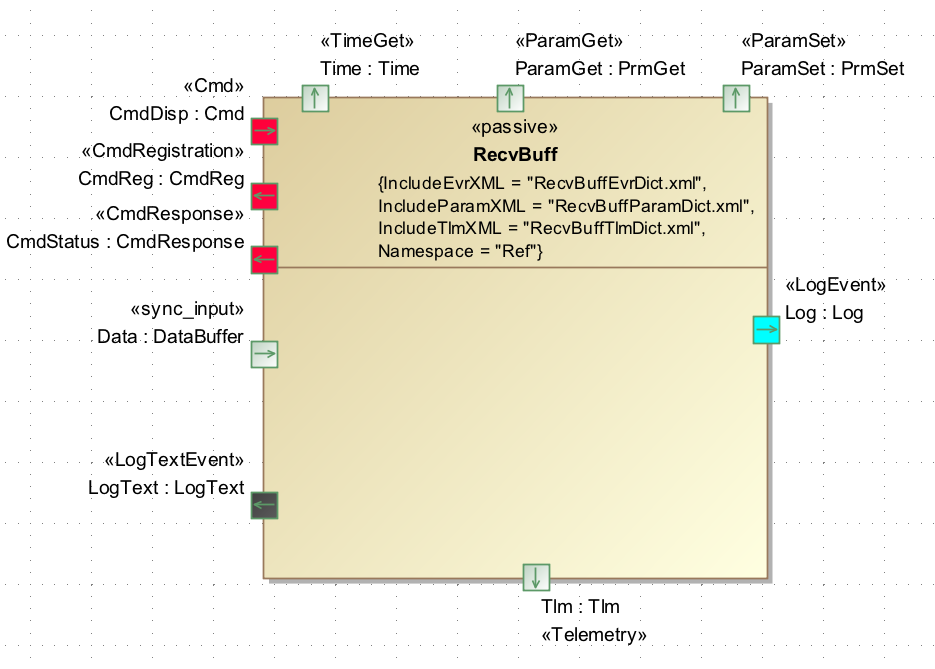 «TimeGet»
Time : Time
«ParamGet»
ParamGet : PrmGet
«ParamSet»
ParamSet : PrmSet
«Cmd»
CmdDisp : Cmd
«CmdRegistration»
CmdReg : CmdReg
«CmdResponse»
CmdStatus : CmdResponse
«passive»
RecvBuff
{IncludeEvrXML = "RecvBuffEvrDict.xml",
IncludeParamXML = "RecvBuffParamDict.xml",
IncludeTlmXML = "RecvBuffTlmDict.xml",
Namespace = "Ref"}
«sync_input»
Data : DataBuffer
«LogEvent»
Log : Log
«LogTextEvent»
LogText : LogText
Tlm : Tlm
«Telemetry»